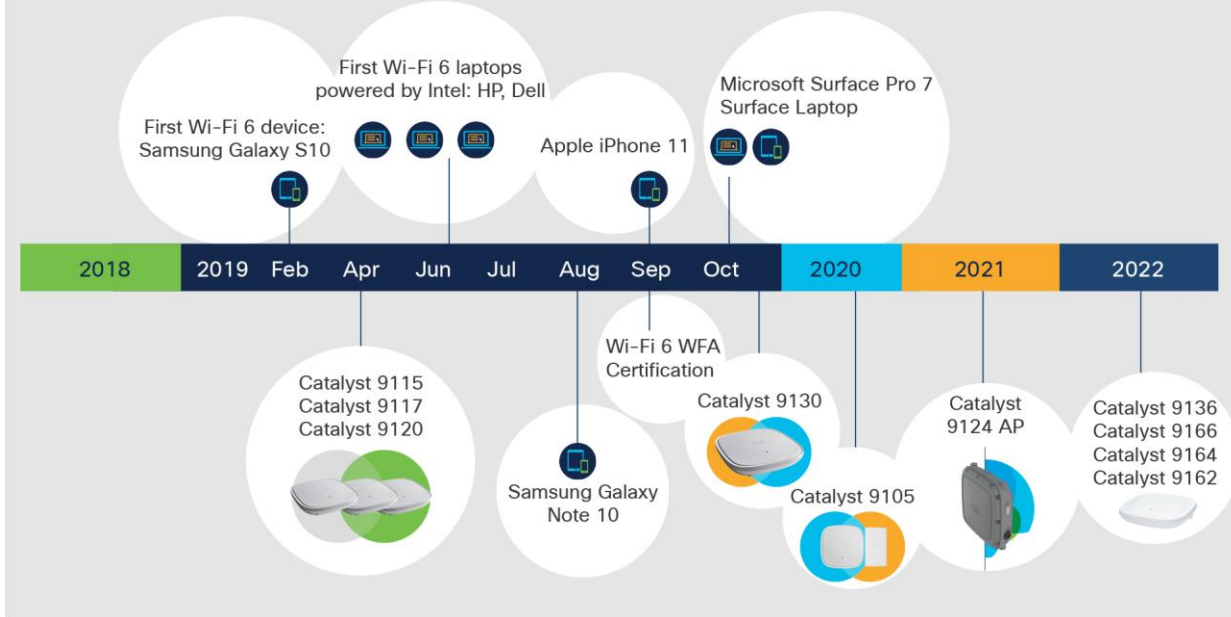 First Wi-Fi 6 device:
Samsung Galaxy S10
First Wi-Fi 6 laptops
powered by Intel: HP, Dell
Apple iPhone 11
Microsoft Surface Pro 7
Surface Laptop
2018
2019
Feb
Apr
Jun
Jul
Aug
Sep
Oct
2020
2021
2022
Catalyst 9115
Catalyst 9117
Catalyst 9120
Samsung Galaxy
Note 10
Wi-Fi 6 WFA
Certification
Catalyst 9130
Catalyst 9105
Catalyst
9124 AP
Catalyst 9136
Catalyst 9166
Catalyst 9164
Catalyst 9162